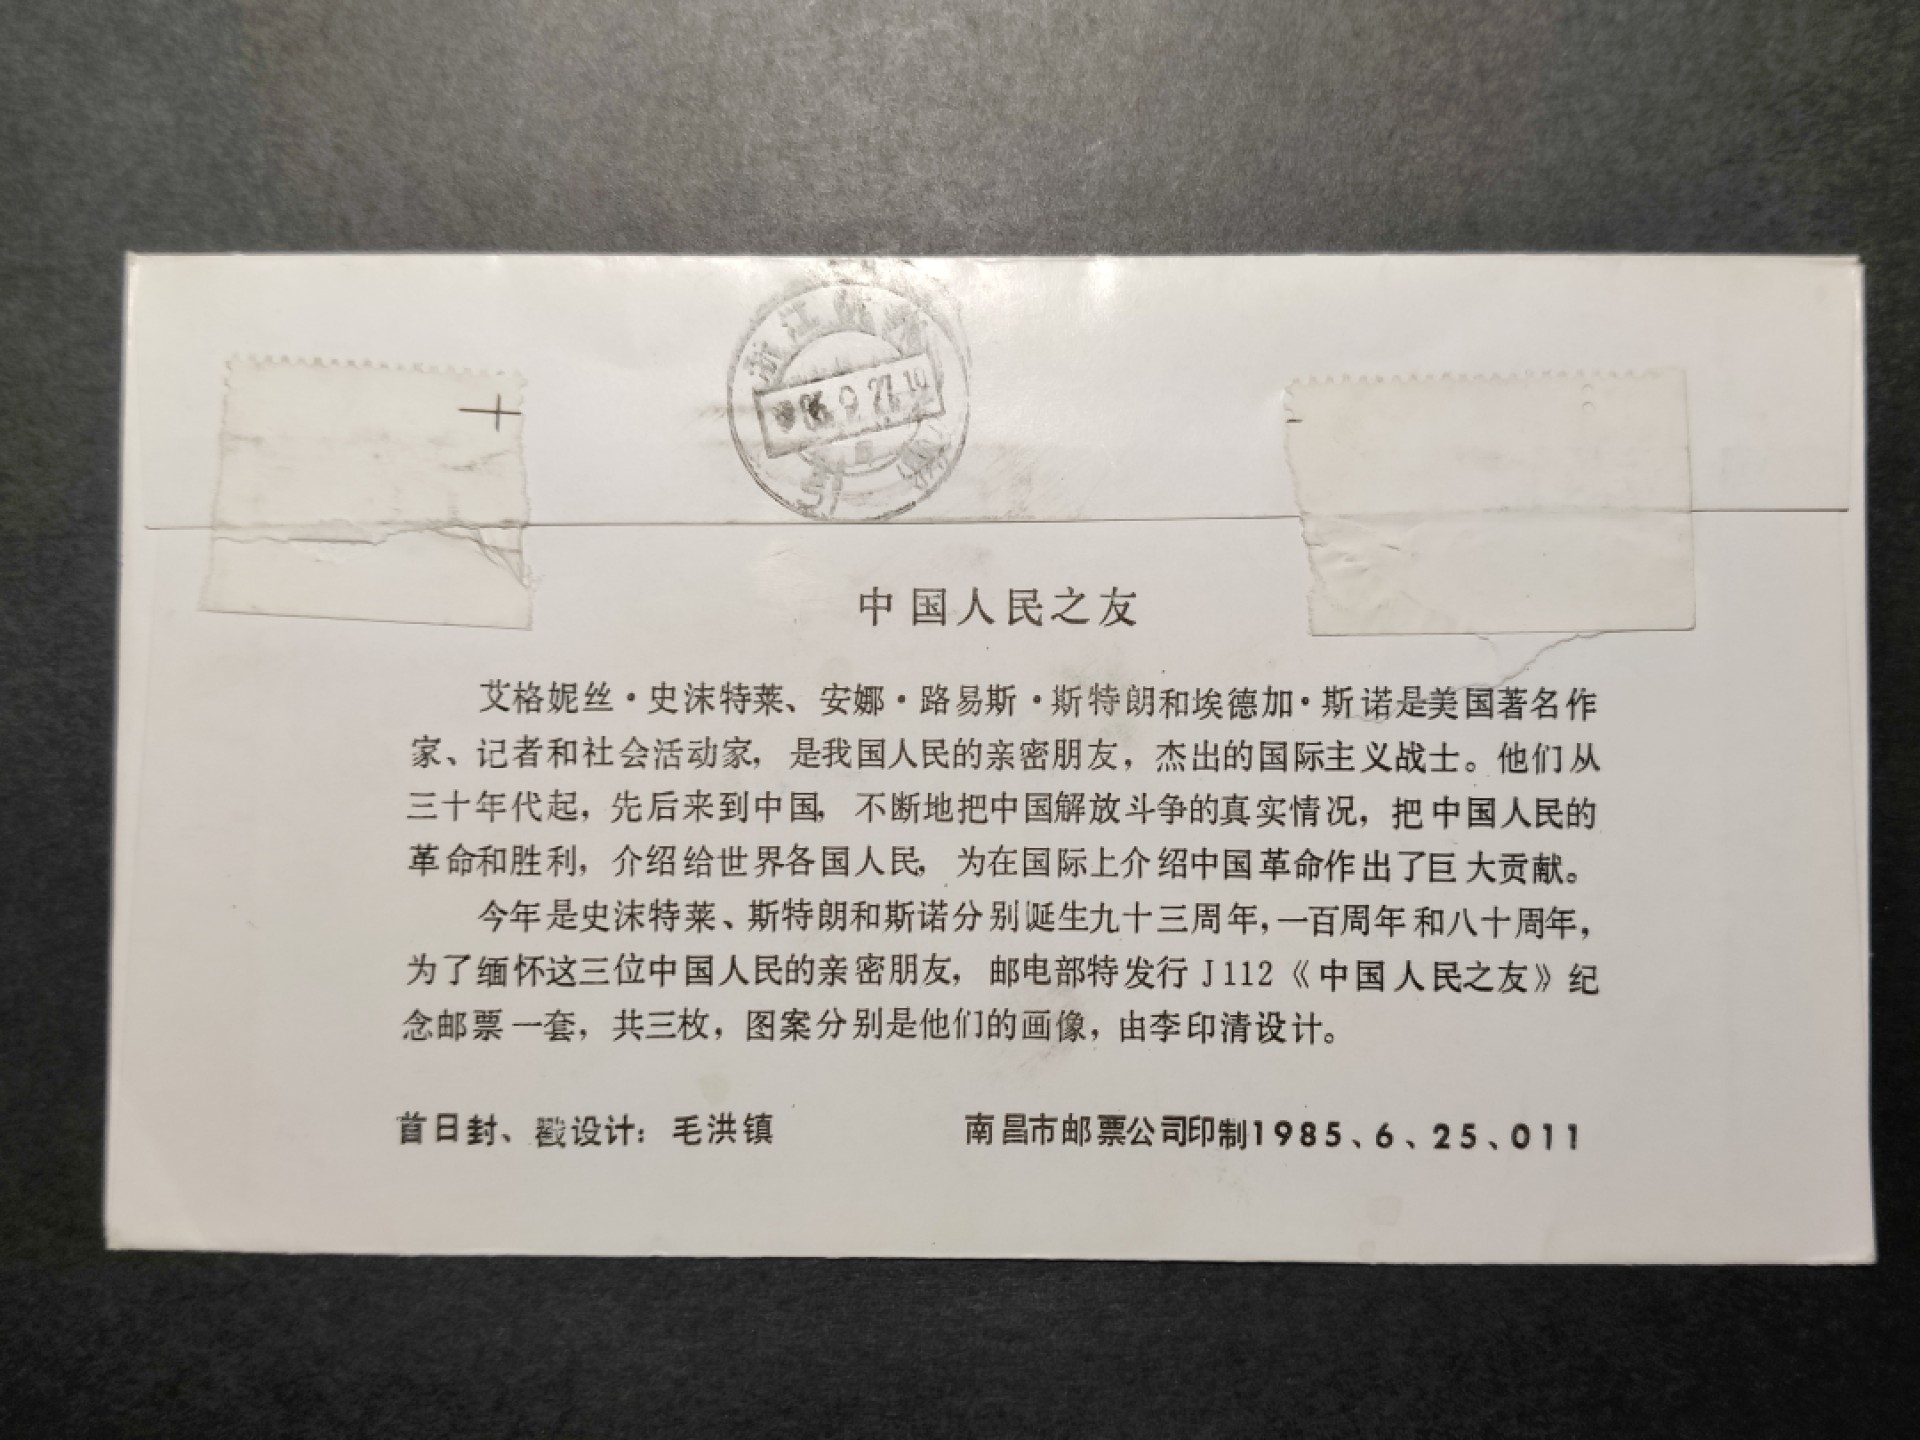 浙江杭州
中国人民之友
艾格妮丝·史沫特莱、安娜·路易斯·斯特朗和埃德加·斯诺是美国著名作
家、记者和社会活动家，是我国人民的亲密朋友，杰出的国际主义战士。他们从
三十年代起，先后来到中国，不断地把中国解放斗争的真实情况，把中国人民的
革命和胜利，介绍给世界各国人民，为在国际上介绍中国革命作出了巨大贡献。
今年是史沫特莱、斯特朗和斯诺分别诞生九十三周年，一百周年和八十周年，
为了缅怀这三位中国人民的亲密朋友，邮电部特发行J112《中国人民之友》纪
念邮票一套，共三枚，图案分别是他们的画像，由李印清设计。
首日封、戳设计：毛洪镇
南昌市邮票公司印制1985、6、25、011